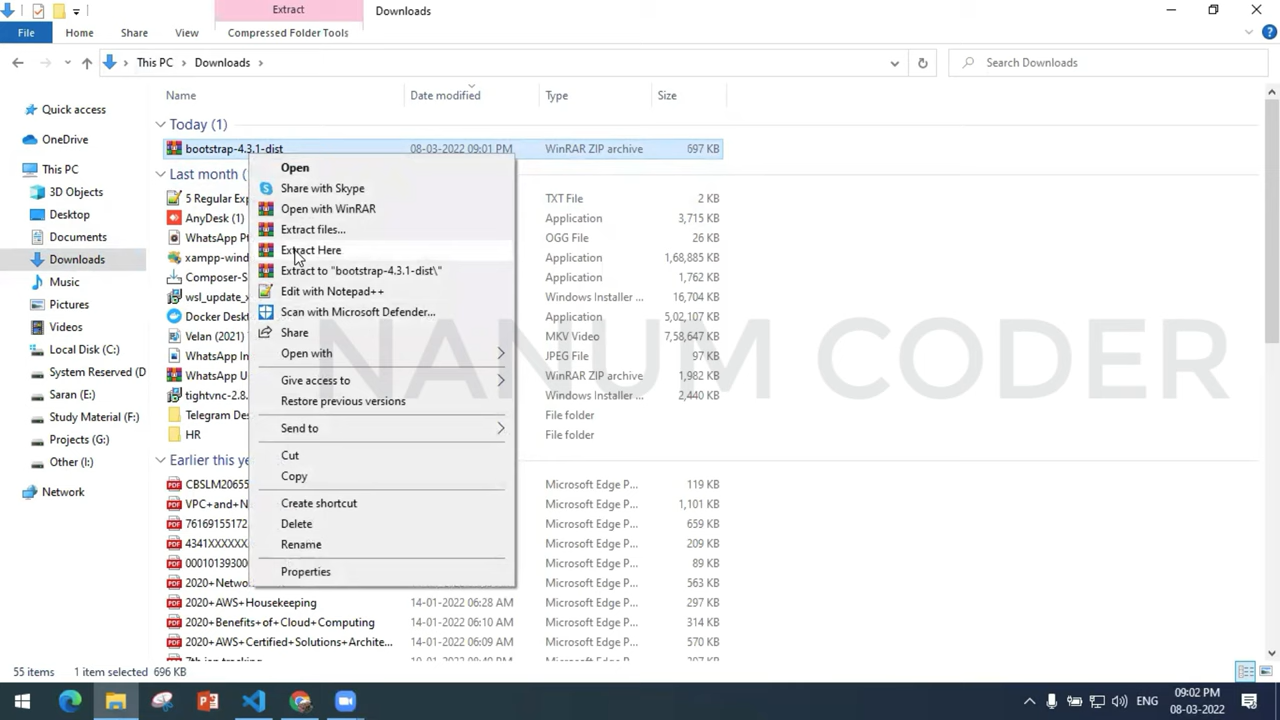 Extract
Downloads
File
Home
Share
View
Compressed Folder Tools
This PC
Downloads
Search Downloads
Name
Date modified
Type
Size
Quick access
OneDrive
This PC
3D Objects
Desktop
Documents
Downloads
Music
Pictures
Videos
Local Disk (C:)
System Reserved (D
Saran (E:)
Study Material (F:)
Projects (G:)
Other (I:)
Network
Today (1)
bootstrap-4.3.1-dist 08-03-2022 09:01 PM WinRAR ZIP archive 697 KB
Last month (
5 Regular Exp TXT File 2 KB
AnyDesk (1) Application 3,715 KB
WhatsApp Pt OGG File 26 KB
xampp-wind Application 1,68,885 KB
Composer-S Application 1,762 KB
wsl_update_x Windows Installer ... 16,704 KB
Docker Deskt Application 5,02,107 KB
Velan (2021) MKV Video 7,58,647 KB
WhatsApp In JPEG File 97 KB
WhatsApp U WinRAR ZIP archive 1,982 KB
tightvnc-2.8. Windows Installer ... 2,440 KB
Telegram Des File folder
HR File folder
Earlier this ye
CBSLM20655 Microsoft Edge P... 119 KB
VPC+and+N Microsoft Edge P... 1,101 KB
76169155172 Microsoft Edge P... 659 KB
4341XXXXXX Microsoft Edge P... 209 KB
00010139300 Microsoft Edge P... 89 KB
2020+Netwo Microsoft Edge P... 563 KB
2020+AWS+Housekeeping 14-01-2022 06:28 AM Microsoft Edge P... 297 KB
2020+Benefits+of+Cloud+Computing 14-01-2022 06:10 AM Microsoft Edge P... 314 KB
2020+AWS+Certified+Solutions+Archite... 14-01-2022 06:09 AM Microsoft Edge P... 570 KB
Open
Share with Skype
Open with WinRAR
Extract files...
Extract Here
Extract to "bootstrap-4.3.1-dist\"
Edit with Notepad++
Scan with Microsoft Defender...
Share
Open with
Give access to
Restore previous versions
Send to
Cut
Copy
Create shortcut
Delete
Rename
Properties
NANUM CODER
55 items 1 item selected 696 KB
ENG
09:02 PM
08-03-2022